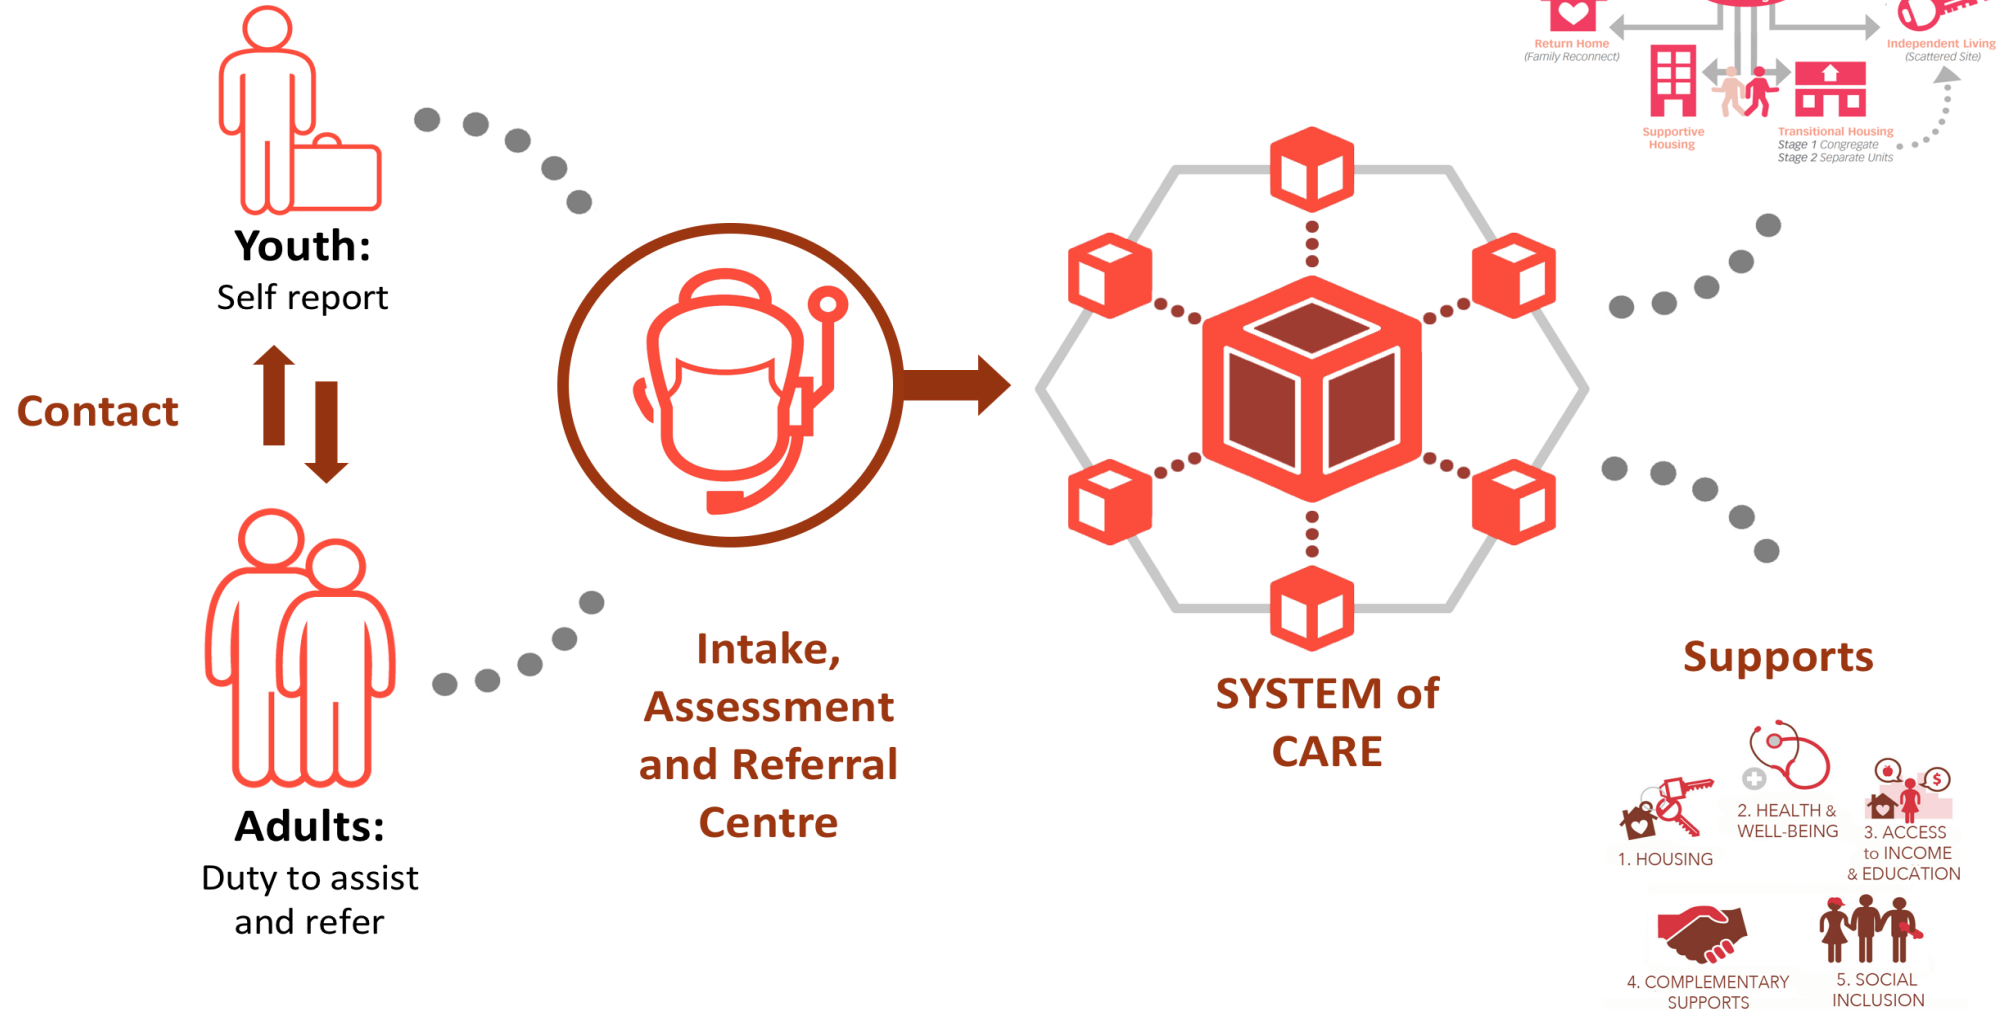 Youth:
Self report
Contact
Adults:
Duty to assist
and refer
Intake,
Assessment
and Referral
Centre
SYSTEM of
CARE
Return Home
(Family Reconnect)
Independent Living
(Scattered Site)
Supportive
Housing
Transitional Housing
Stage 1 Congregate
Stage 2 Separate Units
Supports
$
1. HOUSING
2. HEALTH &
WELL-BEING
3. ACCESS
to INCOME
& EDUCATION
4. COMPLEMENTARY
SUPPORTS
5. SOCIAL
INCLUSION